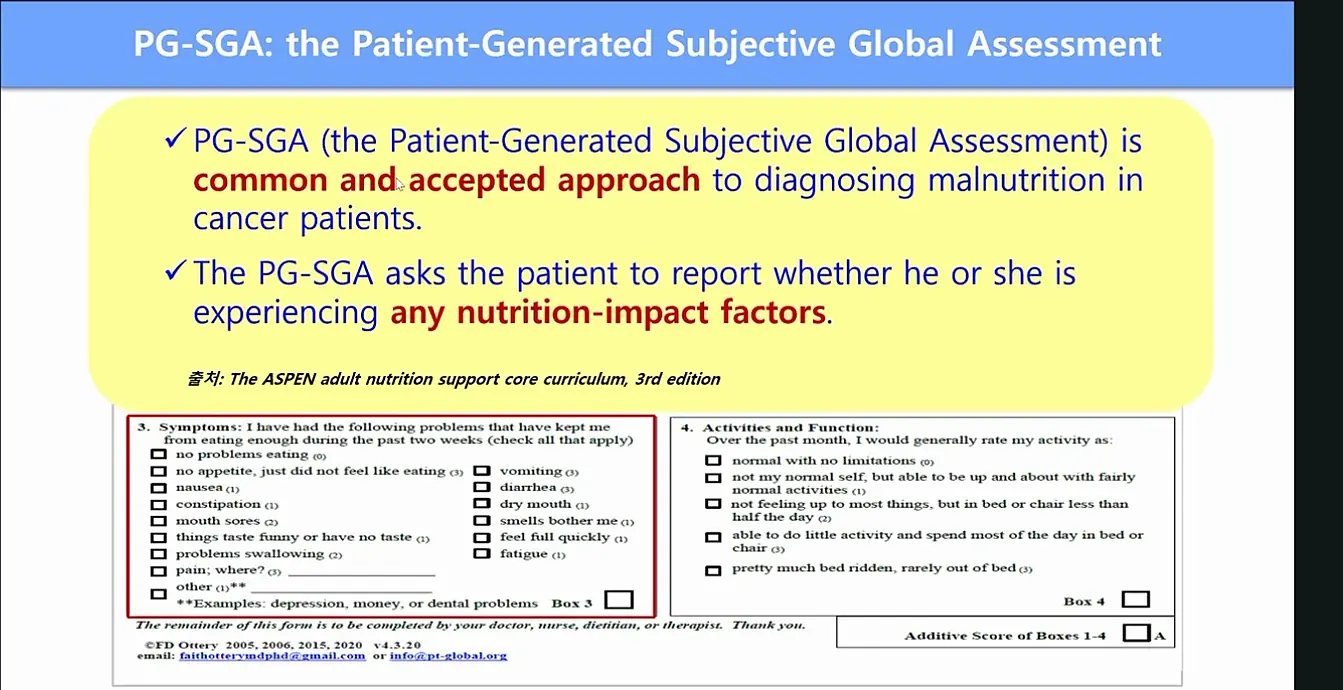 PG-SGA: the Patient-Generated Subjective Global Assessment
✓PG-SGA (the Patient-Generated Subjective Global Assessment) is
common and accepted approach to diagnosing malnutrition in
cancer patients.
✓The PG-SGA asks the patient to report whether he or she is
experiencing any nutrition-impact factors.
출처: The ASPEN adult nutrition support core curriculum, 3rd edition
3. Symptoms: I have had the following problems that have kept me
from eating enough during the past two weeks (check all that apply)
no problems eating (0)
no appetite, just did not feel like eating (3)
nausea (1)
constipation (1)
mouth sores (2)
things taste funny or have no taste (1)
problems swallowing (2)
pain; where? (3)
other (1)**
vomiting (3)
diarrhea (3)
dry mouth (1)
smells bother me (1)
feel full quickly (1)
fatigue (1)
**Examples: depression, money, or dental problems Box 3
4. Activities and Function:
Over the past month, I would generally rate my activity as:
normal with no limitations (0)
not my normal self, but able to be up and about with fairly
normal activities (1)
not feeling up to most things, but in bed or chair less than
half the day (2)
able to do little activity and spend most of the day in bed or
chair (3)
pretty much bed ridden, rarely out of bed (3)
Box 4
The remainder of this form is to be completed by your doctor, nurse, dietitian, or therapist. Thank you.
Additive Score of Boxes 1-4 A
©FD Ottery 2005, 2006, 2015, 2020 v4.3.20
email: faithotterymdphd@gmail.com or info@pt-global.org